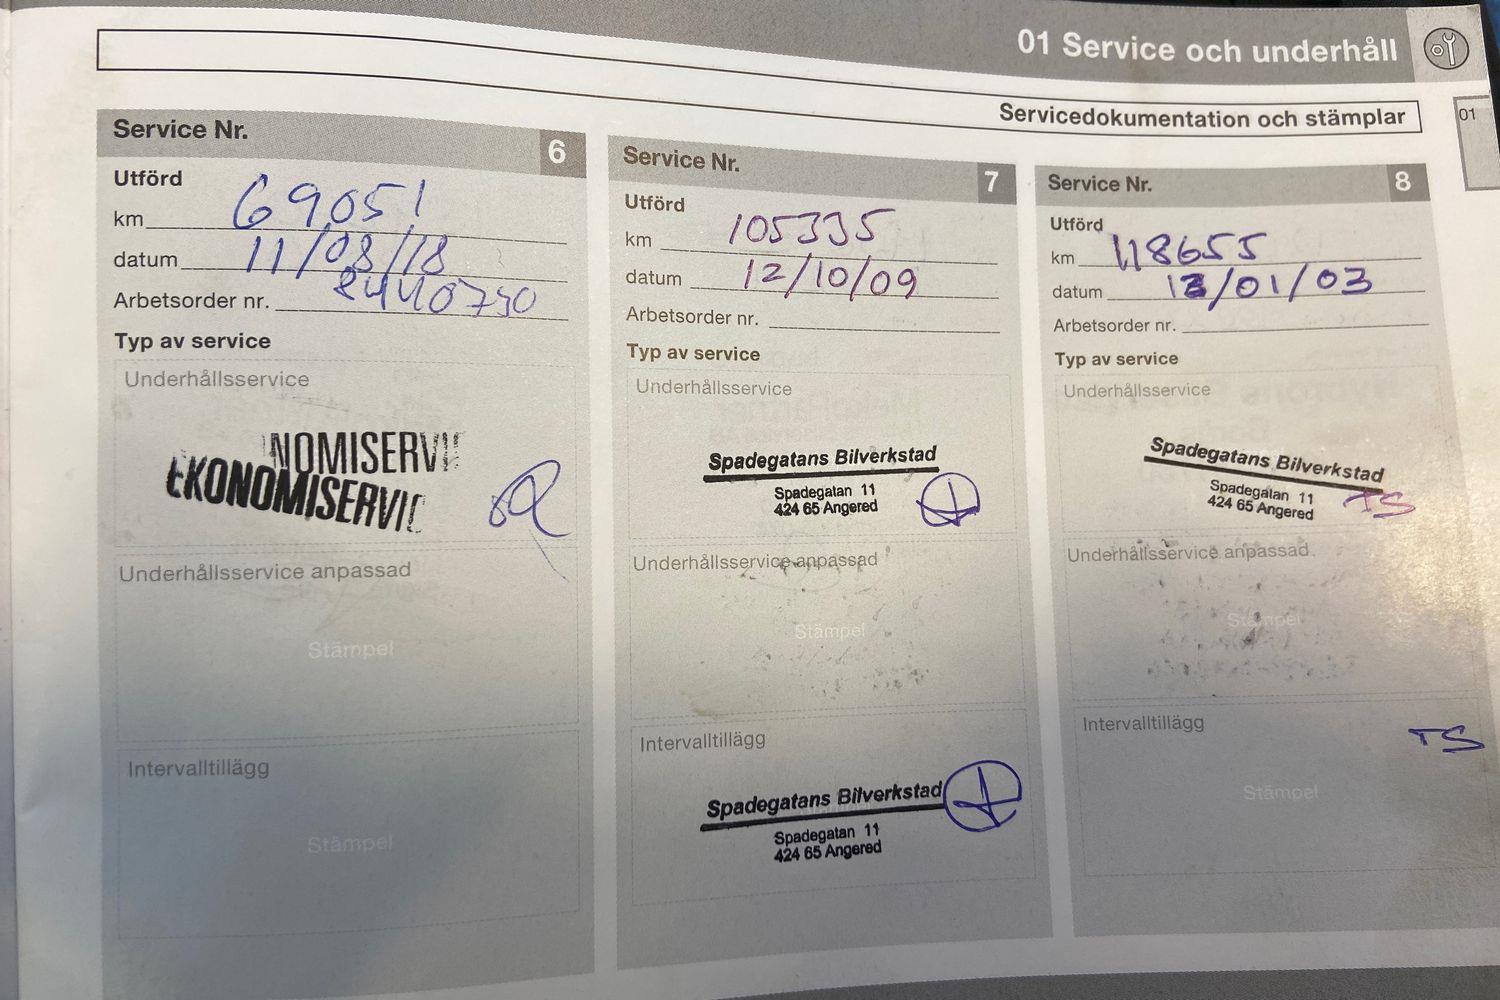 01 Service och underhåll
Servicedokumentation och stämplar
01
Service Nr. 6
Utförd
km 69051
datum 11/08/18
Arbetsorder nr. 8440730
Typ av service
Underhållsservice
NOMISERVI
EKONOMISERVIC
Underhållsservice anpassad
Stämpel
Intervalltillägg
Stämpel
Service Nr. 7
Utförd
km 105335
datum 12/10/09
Arbetsorder nr.
Typ av service
Underhållsservice
Spadegatans Bilverkstad
Spadegatan 11
424 65 Angered
Underhållsservice anpassad
Stämpel
Intervalltillägg
Spadegatans Bilverkstad
Spadegatan 11
424 65 Angered
Service Nr. 8
Utförd
km 118655
datum 13/01/03
Arbetsorder nr.
Typ av service
Underhållsservice
Spadegatans Bilverkstad
Spadegatan 11
424 65 Angered
TS
Underhållsservice anpassad
Stämpel
Intervalltillägg
TS
Stämpel